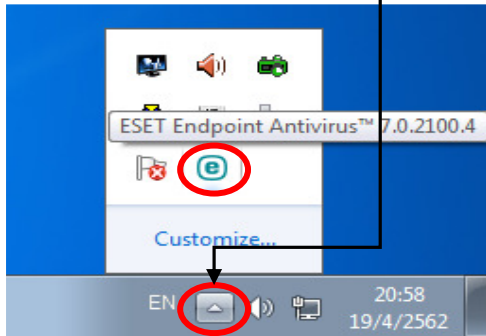 ESET Endpoint Antivirus™ 7.0.2100.4
e
Customize...
EN
20:58
19/4/2562